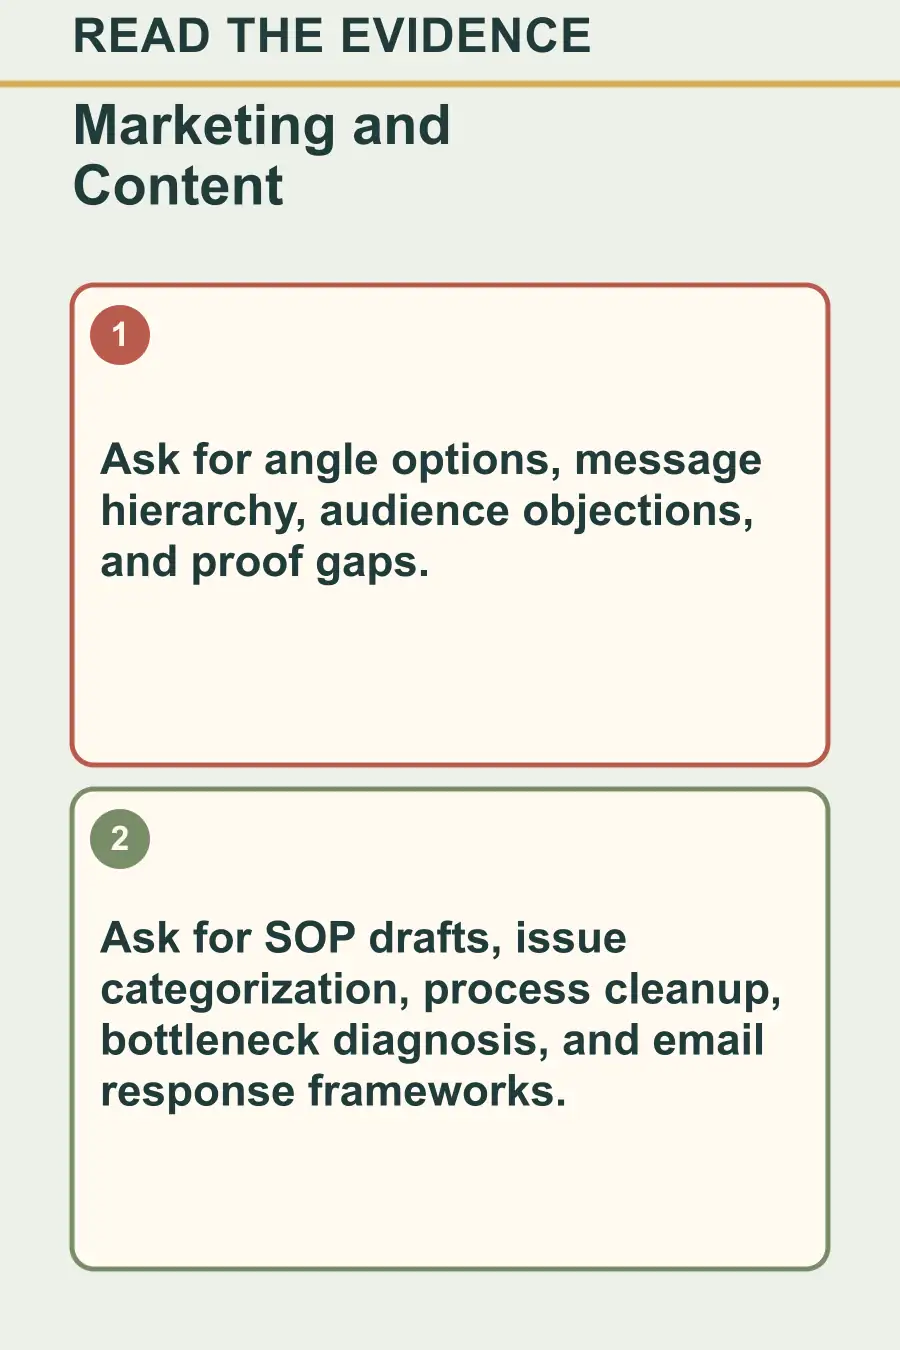 READ THE EVIDENCE
Marketing and
Content
1
Ask for angle options, message
hierarchy, audience objections,
and proof gaps.
2
Ask for SOP drafts, issue
categorization, process cleanup,
bottleneck diagnosis, and email
response frameworks.